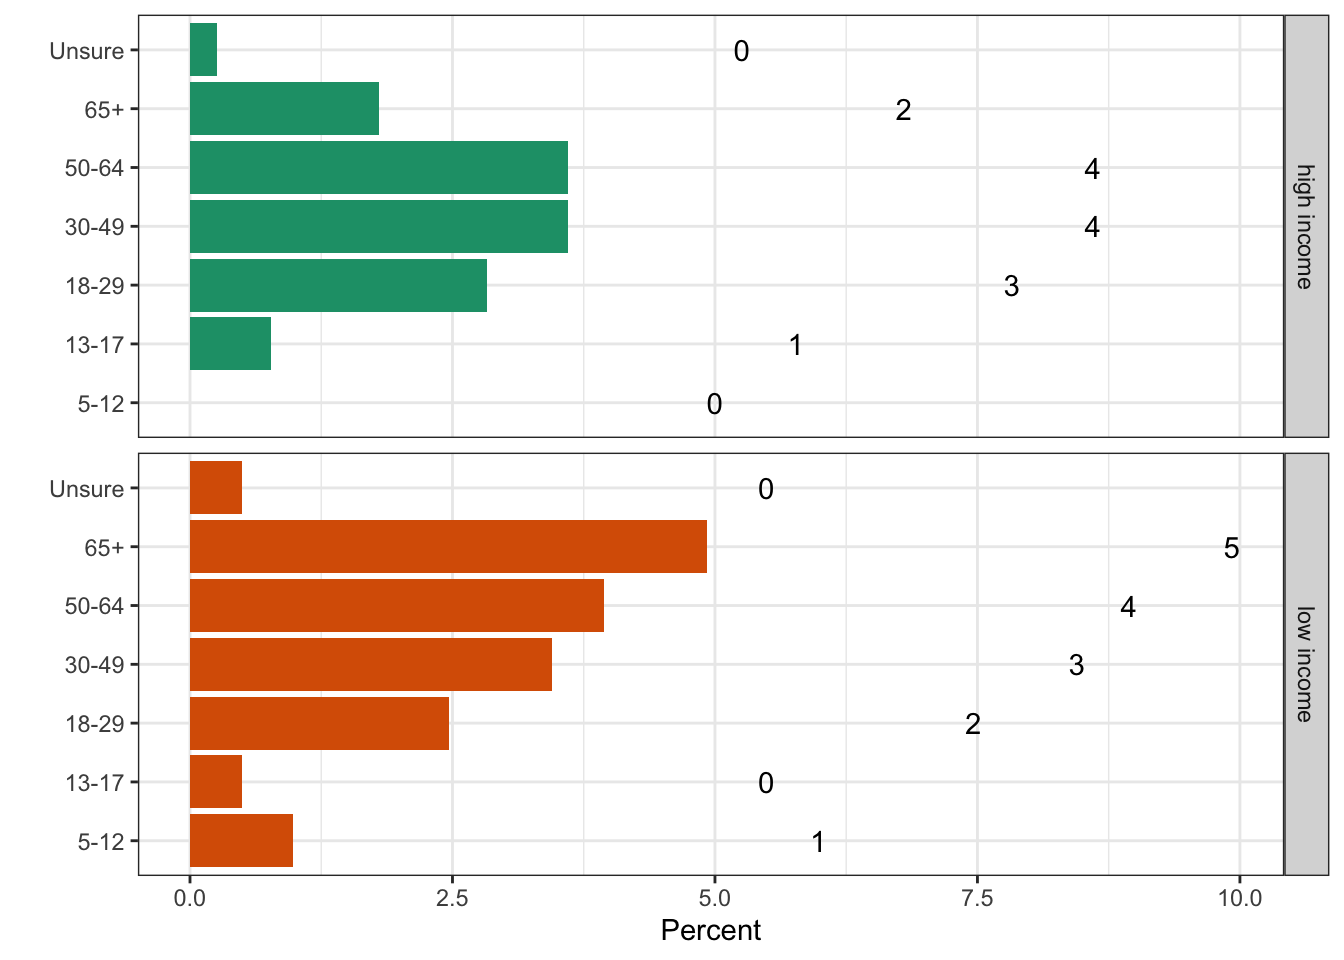 Unsure 0
65+ 2
50-64 4
30-49 4
18-29 3
13-17 1
5-12 0
high income
Unsure 0
65+ 5
50-64 4
30-49 3
18-29 2
13-17 0
5-12 1
low income
0.0 2.5 5.0 7.5 10.0
Percent